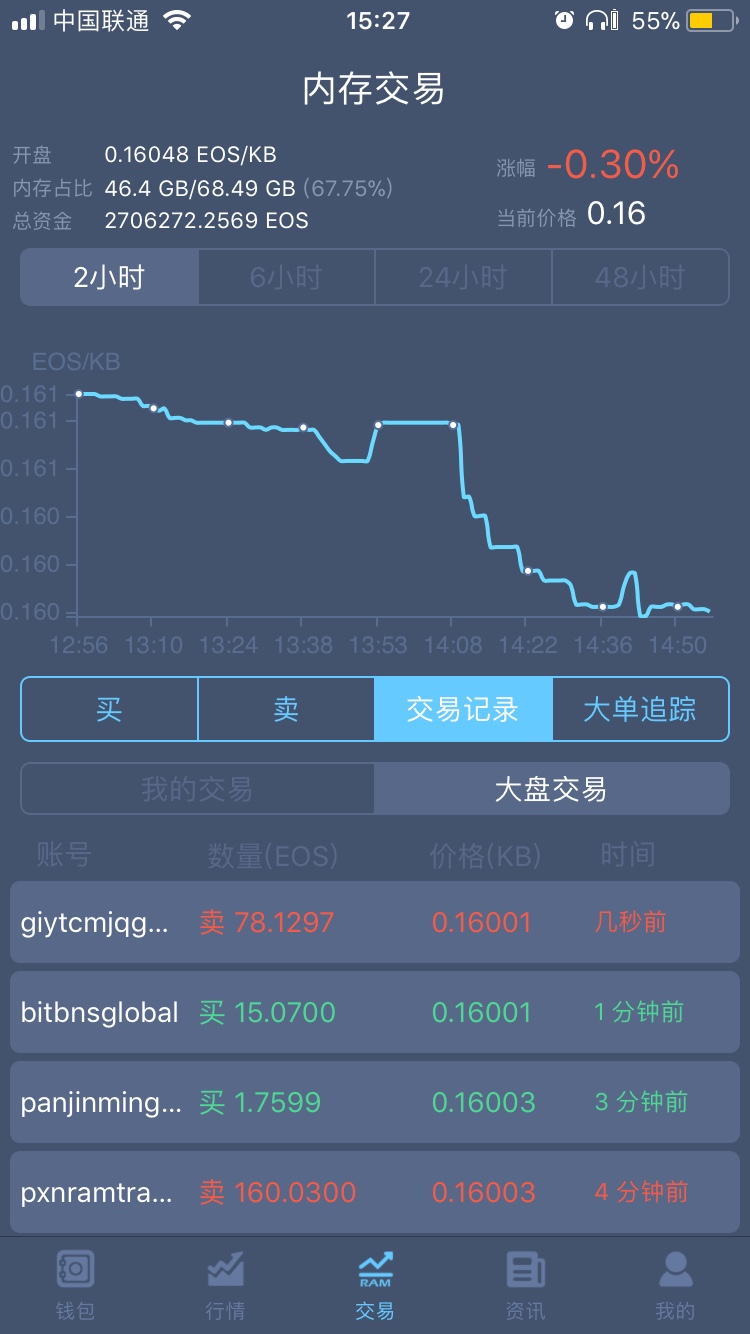 中国联通 15:27 55%
内存交易
开盘 0.16048 EOS/KB
内存占比 46.4 GB/68.49 GB (67.75%)
总资金 2706272.2569 EOS
涨幅 -0.30%
当前价格 0.16
2小时 6小时 24小时 48小时
EOS/KB
0.161
0.161
0.161
0.160
0.160
0.160
12:56 13:10 13:24 13:38 13:53 14:08 14:22 14:36 14:50
买 卖 交易记录 大单追踪
我的交易 大盘交易
账号 数量(EOS) 价格(KB) 时间
giytcmjqg... 卖 78.1297 0.16001 几秒前
bitbnsglobal 买 15.0700 0.16001 1 分钟前
panjinming... 买 1.7599 0.16003 3 分钟前
pxnramtra... 卖 160.0300 0.16003 4 分钟前
RAM
钱包 行情 交易 资讯 我的